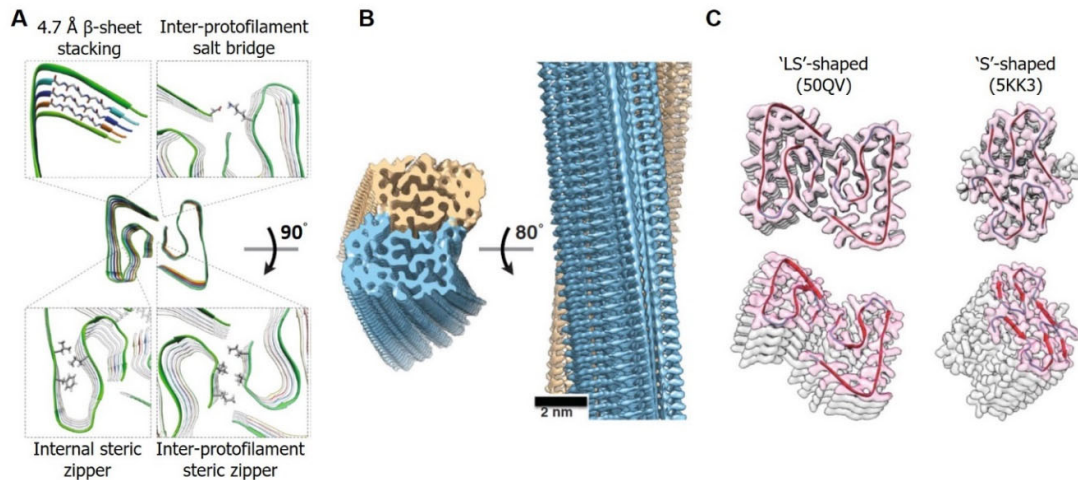 A
4.7 Å β-sheet
stacking
Inter-protofilament
salt bridge
90°
Internal steric
zipper
Inter-protofilament
steric zipper
B
80°
2 nm
C
'LS'-shaped
(50QV)
'S'-shaped
(5KK3)